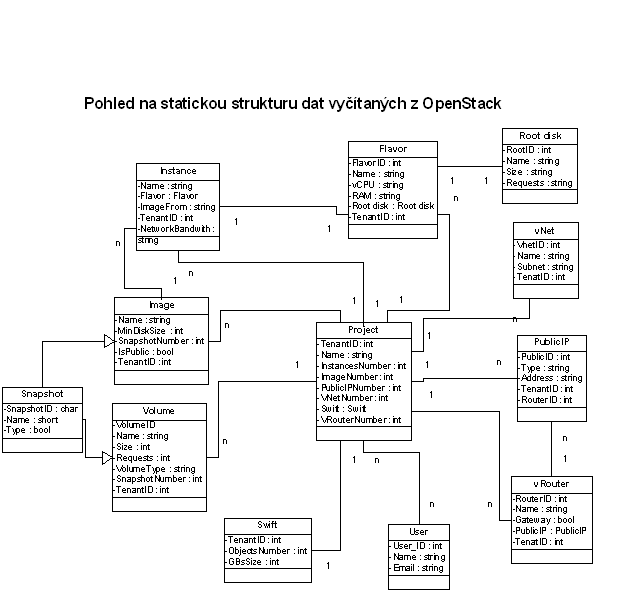 Pohled na statickou strukturu dat vyčítaných z OpenStack
Root disk
-RootID : int
-Name : string
-Size : string
-Requests : string
Flavor
-FlavorID : int
-Name : string
-vCPU : string
-RAM : string
-Root disk : Root disk
-TenantID : int
Instance
-Name : string
-Flavor : Flavor
-ImageFrom : string
-TenantID : int
-NetworkBandwith :
string
1
1
n
1
1
n
n
1
vNet
-VnetID : int
-Name : string
-Subnet : string
-TenatID : int
n
Image
-Name : string
-MinDiskSize : int
-SnapshotNumber : int
-IsPublic : bool
-TenantID : int
n
1
1
1
Project
-TenantID : int
-Name : string
-InstancesNumber : int
-ImageNumber : int
-PublicIPNumber : int
-VNetNumber : int
-Swift : Swift
-VRouterNumber : int
1
1
1
1
n
PublicIP
-PublicID : int
-Type : string
-Address : string
-TenantID : int
-RouterID : int
n
1
Snapshot
-SnapshotID : char
-Name : short
-Type : bool
Volume
-VolumeID
-Name : string
-Size : int
-Requests : int
-VolumeType : string
-SnapshotNumber : int
-TenantID : int
n
1
n
n
n
vRouter
-RouterID : int
-Name : string
-Gateway : bool
-PublicIP : PublicIP
-TenatID : int
Swift
-TenantID : int
-ObjectsNumber : int
-GBsSize : int
1
User
-User_ID : int
-Name : string
-Email : string